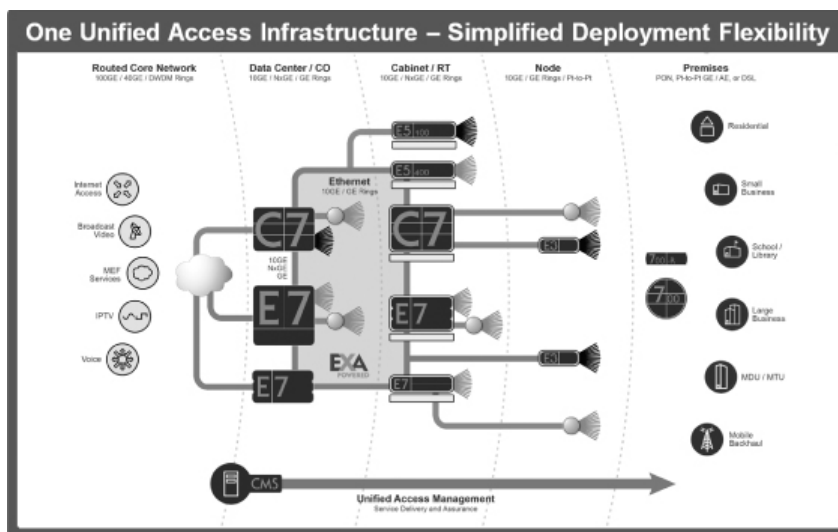 One Unified Access Infrastructure – Simplified Deployment Flexibility
Routed Core Network
100GE / 40GE / DWDM Rings
Data Center / CO
10GE / NxGE / GE Rings
Cabinet / RT
10GE / NxGE / GE Rings
Node
10GE / GE Rings / Pt-to-Pt
Premises
PON, Pt-to-Pt GE / AE, or DSL
Internet
Access
Broadcast
Video
MEF
Services
IPTV
Voice
C7
10GE
NxGE
GE
E7
E7
Ethernet
10GE / GE Rings
EXA
POWERED
E5 100
E5 400
C7
E7
E7
E3
E3
700-A
700
Residential
Small
Business
School /
Library
Large
Business
MDU / MTU
Mobile
Backhaul
CMS
Unified Access Management
Service Delivery and Assurance